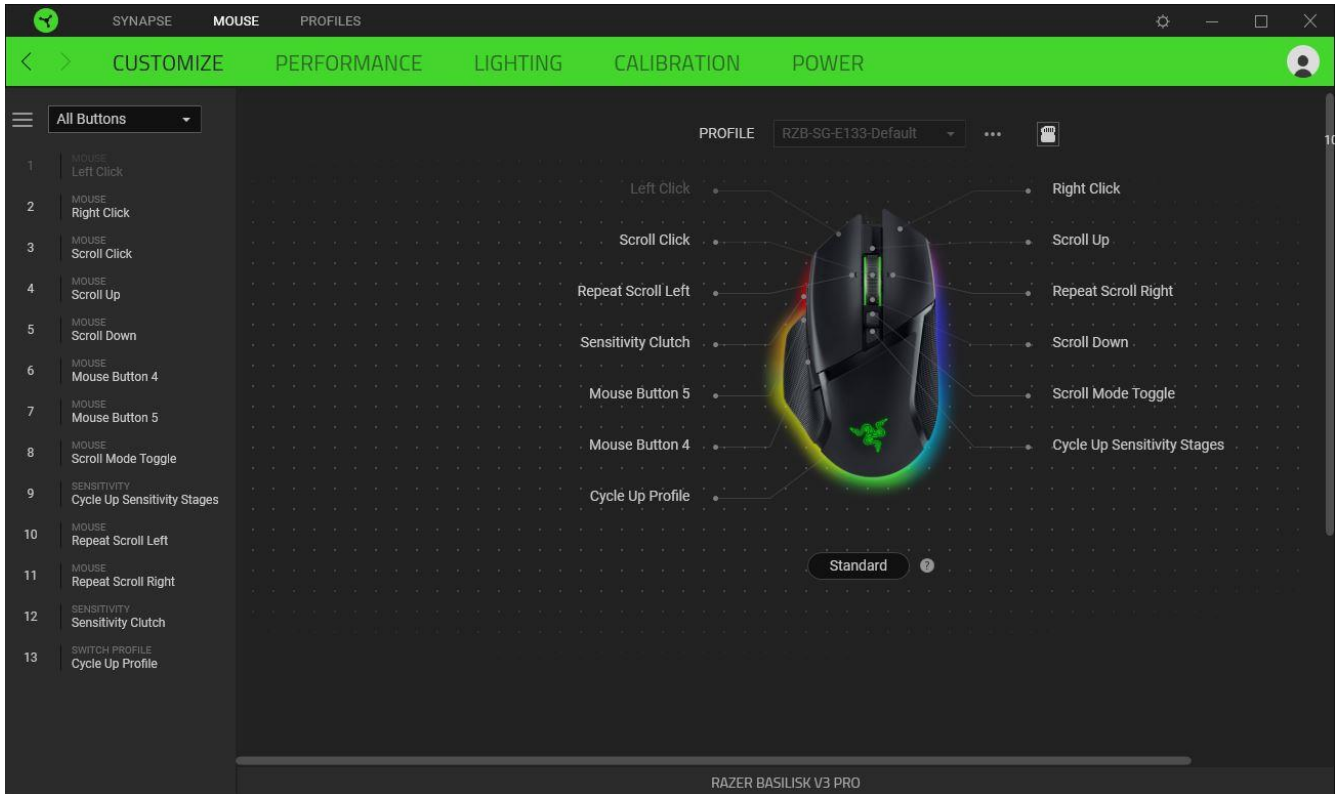 SYNAPSE MOUSE PROFILES
CUSTOMIZE PERFORMANCE LIGHTING CALIBRATION POWER
All Buttons
PROFILE RZB-SG-E133-Default
10
1 MOUSE
Left Click
2 MOUSE
Right Click
3 MOUSE
Scroll Click
4 MOUSE
Scroll Up
5 MOUSE
Scroll Down
6 MOUSE
Mouse Button 4
7 MOUSE
Mouse Button 5
8 MOUSE
Scroll Mode Toggle
9 SENSITIVITY
Cycle Up Sensitivity Stages
10 MOUSE
Repeat Scroll Left
11 MOUSE
Repeat Scroll Right
12 SENSITIVITY
Sensitivity Clutch
13 SWITCH PROFILE
Cycle Up Profile
Left Click
Scroll Click
Repeat Scroll Left
Sensitivity Clutch
Mouse Button 5
Mouse Button 4
Cycle Up Profile
Right Click
Scroll Up
Repeat Scroll Right
Scroll Down
Scroll Mode Toggle
Cycle Up Sensitivity Stages
Standard ?
RAZER BASILISK V3 PRO